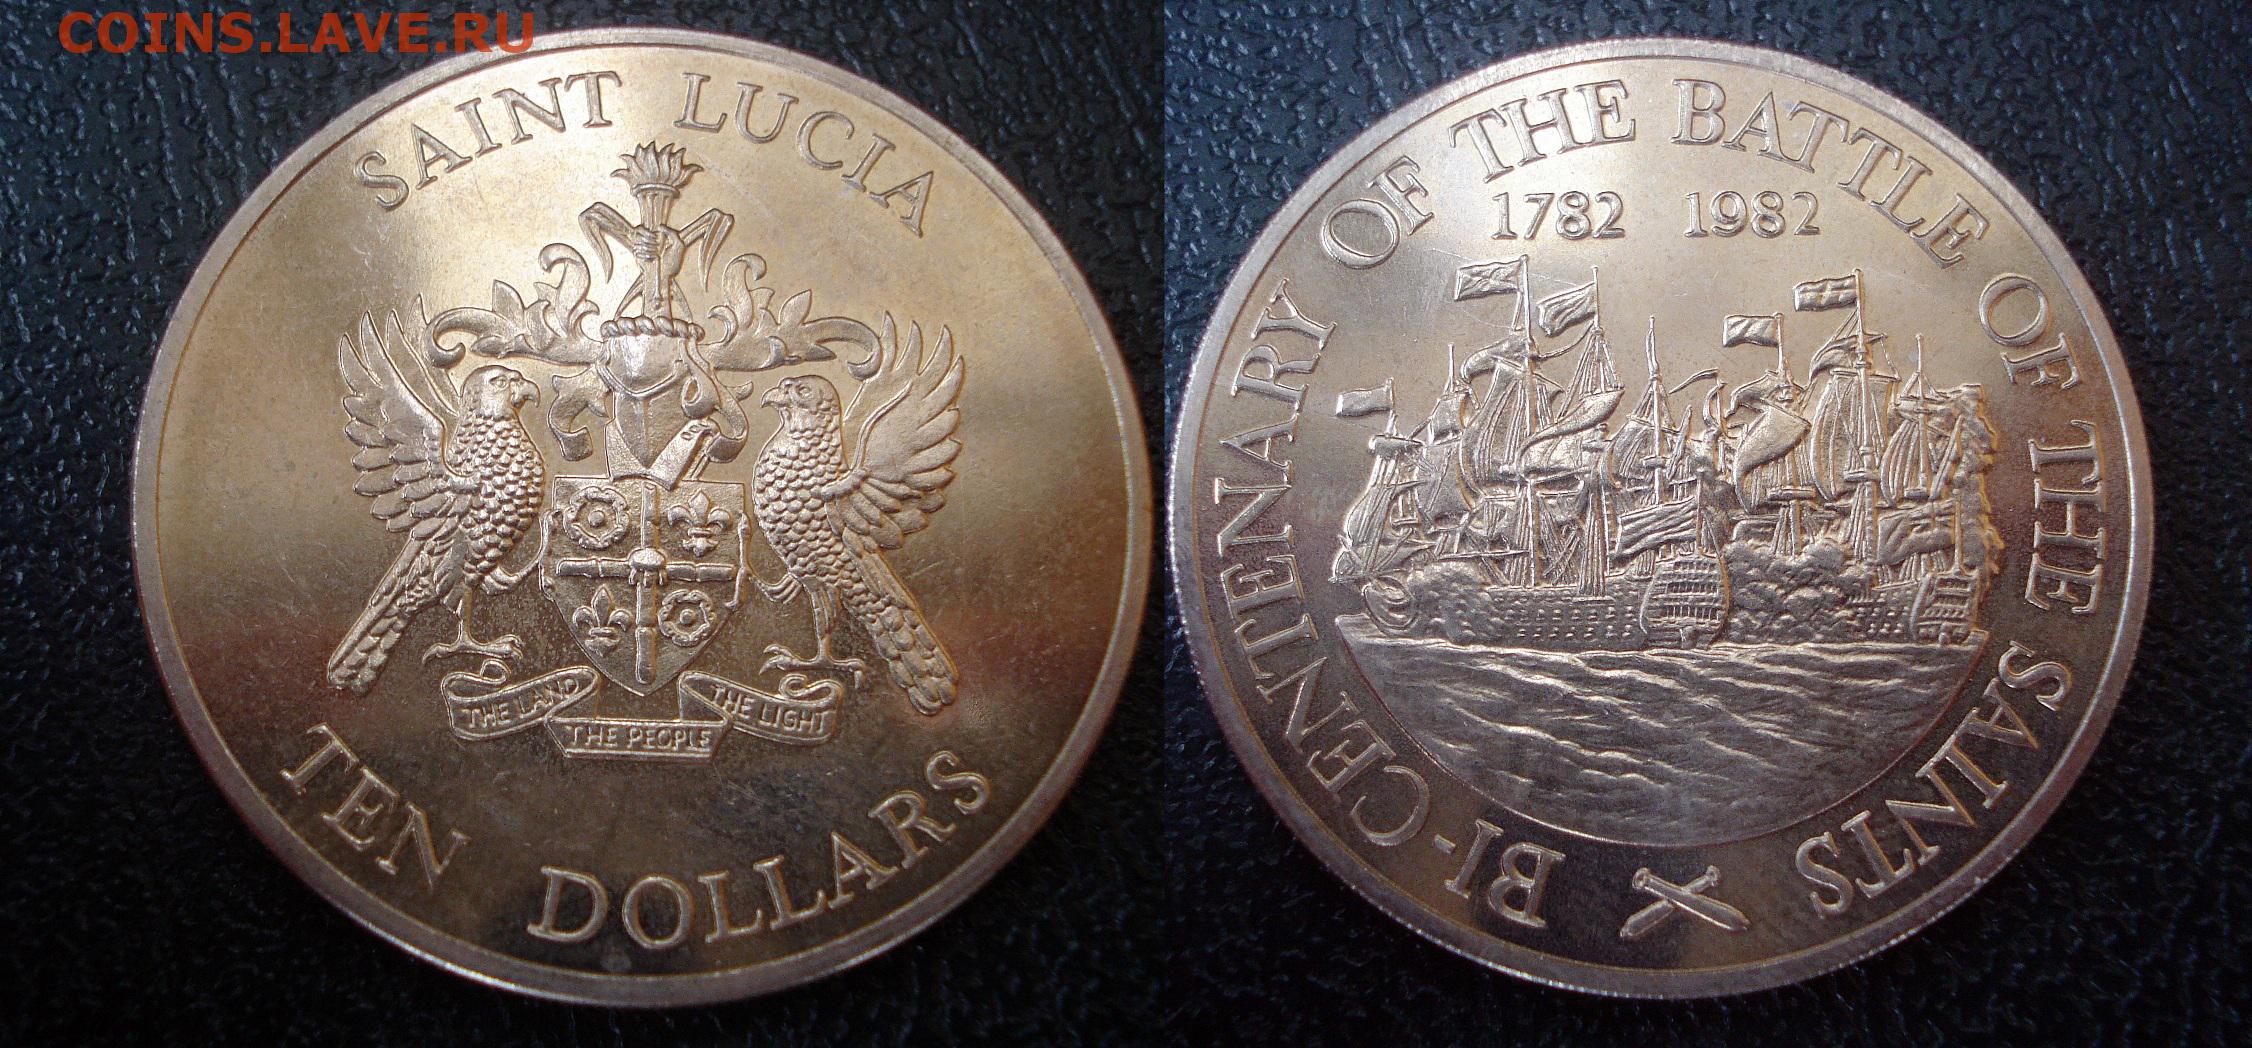 COINS.LAVE.RU
SAINT LUCIA
THE LAND
THE PEOPLE
THE LIGHT
TEN DOLLARS
BI-CENTENARY OF THE BATTLE OF THE SAINTS
1782 1982